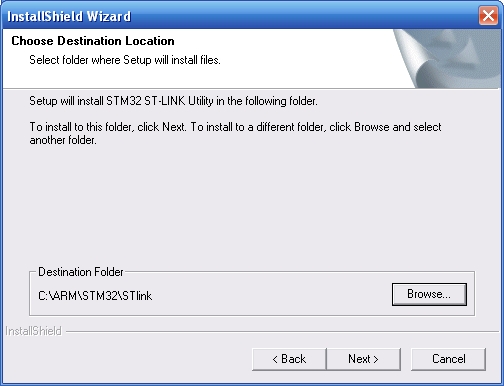 InstallShield Wizard
Choose Destination Location
Select folder where Setup will install files.
Setup will install STM32 ST-LINK Utility in the following folder.
To install to this folder, click Next. To install to a different folder, click Browse and select
another folder.
Destination Folder
C:\ARM\STM32\STlink
Browse...
InstallShield
< Back
Next >
Cancel